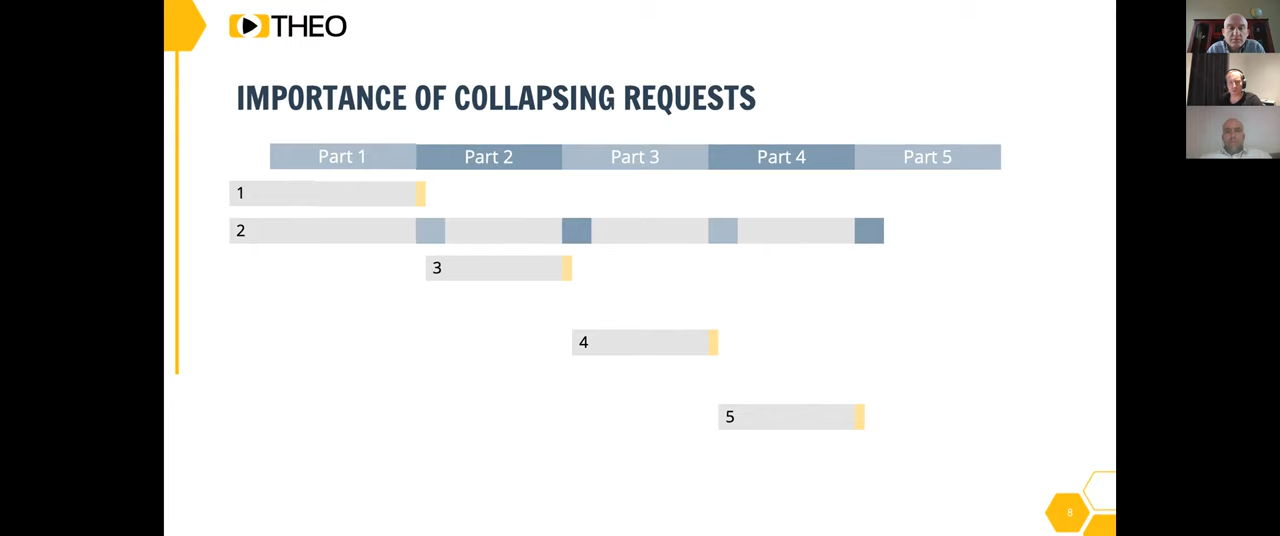 THEO
IMPORTANCE OF COLLAPSING REQUESTS
Part 1 Part 2 Part 3 Part 4 Part 5
1
2
3
4
5
8